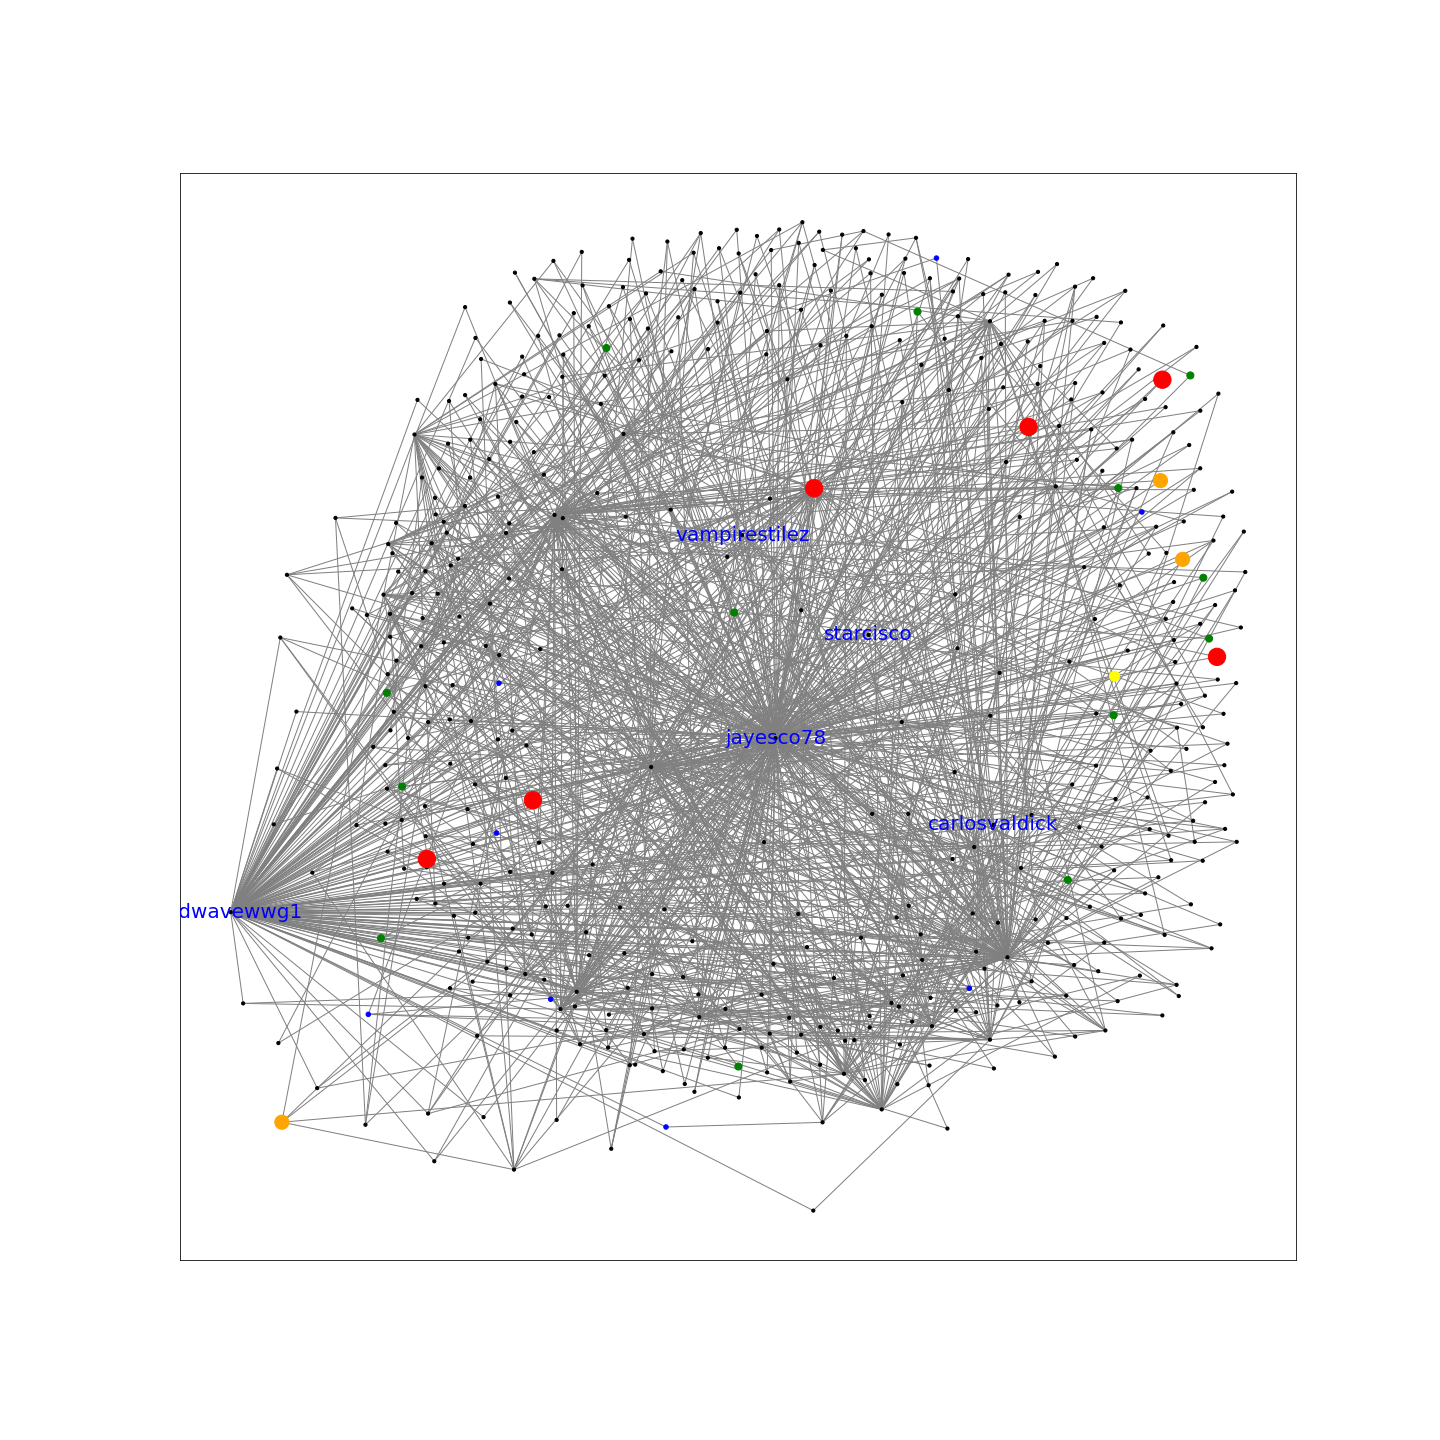 vampirestilez
starcisco
jayesco78
carlosvaldick
dwavewwg1